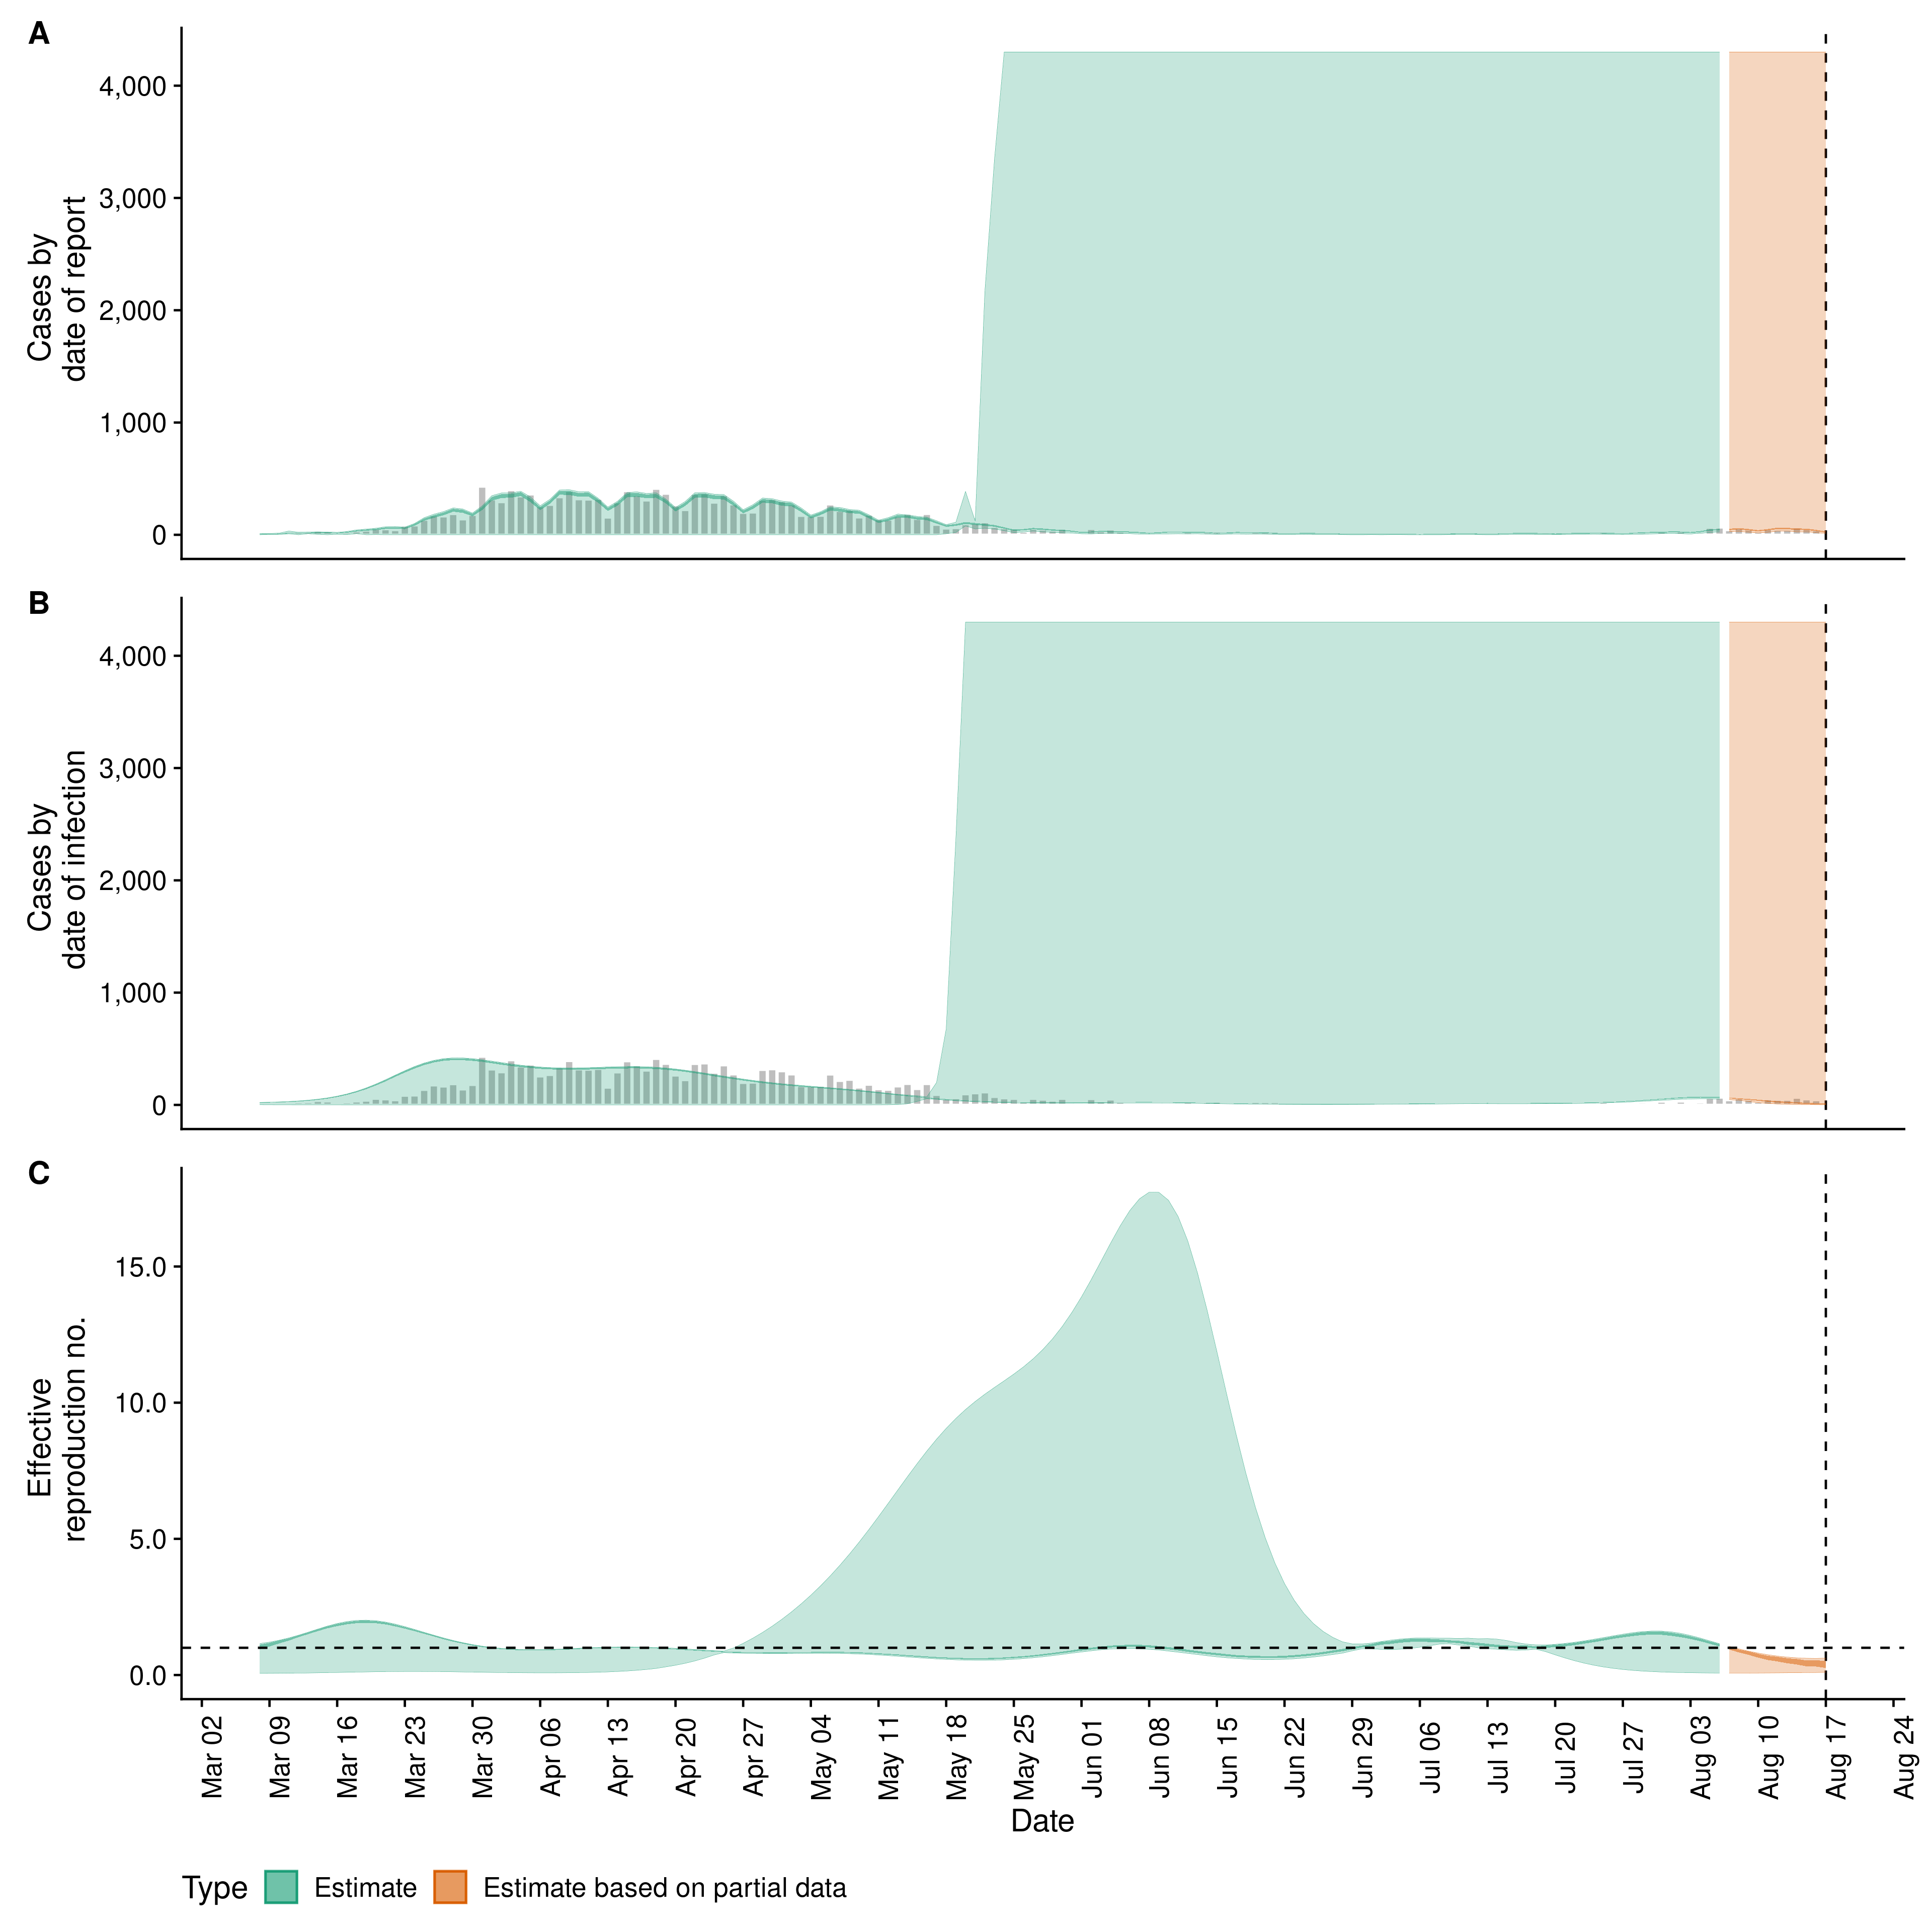 A
4,000
3,000
2,000
1,000
0
Cases by
date of report
B
4,000
3,000
2,000
1,000
0
Cases by
date of infection
C
15.0
10.0
5.0
0.0
Effective
reproduction no.
Mar 02
Mar 09
Mar 16
Mar 23
Mar 30
Apr 06
Apr 13
Apr 20
Apr 27
May 04
May 11
May 18
May 25
Jun 01
Jun 08
Jun 15
Jun 22
Jun 29
Jul 06
Jul 13
Jul 20
Jul 27
Aug 03
Aug 10
Aug 17
Aug 24
Date
Type Estimate Estimate based on partial data